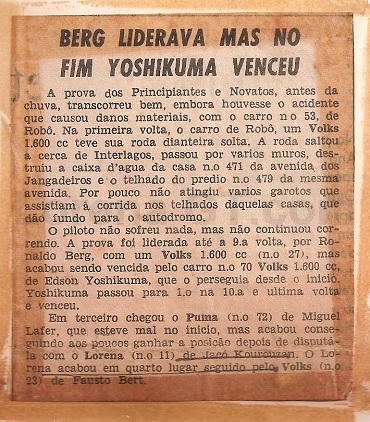 BERG LIDERAVA MAS NO
FIM YOSHIKUMA VENCEU
A prova dos Principiantes e Novatos, antes da
chuva, transcorreu bem, embora houvesse o acidente
que causou danos materiais, com o carro n.o 53, de
Robô. Na primeira volta, o carro de Robô, um Volks
1.600 cc teve sua roda dianteira solta. A roda saltou
a cerca de Interlagos, passou por varios muros, des-
truiu a caixa d'agua da casa n.o 471 da avenida dos
Jangadeiros e o telhado do predio n.o 479 da mesma
avenida. Por pouco não atingiu varios garotos que
assistiam à corrida nos telhados daquelas casas, que
dão fundo para o autodromo.
O piloto não sofreu nada, mas não continuou cor-
rendo. A prova foi liderada até a 9.a volta, por Ro-
naldo Berg, com um Volks 1.600 cc (n.o 27), mas
acabou sendo vencida pelo carro n.o 70 Volks 1.600 cc,
de Edson Yoshikuma, que o perseguia desde o inicio.
Yoshikuma passou para 1.o na 10.a e ultima volta
e venceu.
Em terceiro chegou o Puma (n.o 72) de Miguel
Lafer, que esteve mal no inicio, mas acabou conse-
guindo aos poucos ganhar a posição depois de disputá-
la com o Lorena (n.o 11) de Jacó Kourouzan. O Lo-
rena acabou em quarto lugar seguido pelo Volks (n.o
23) de Fausto Bert.